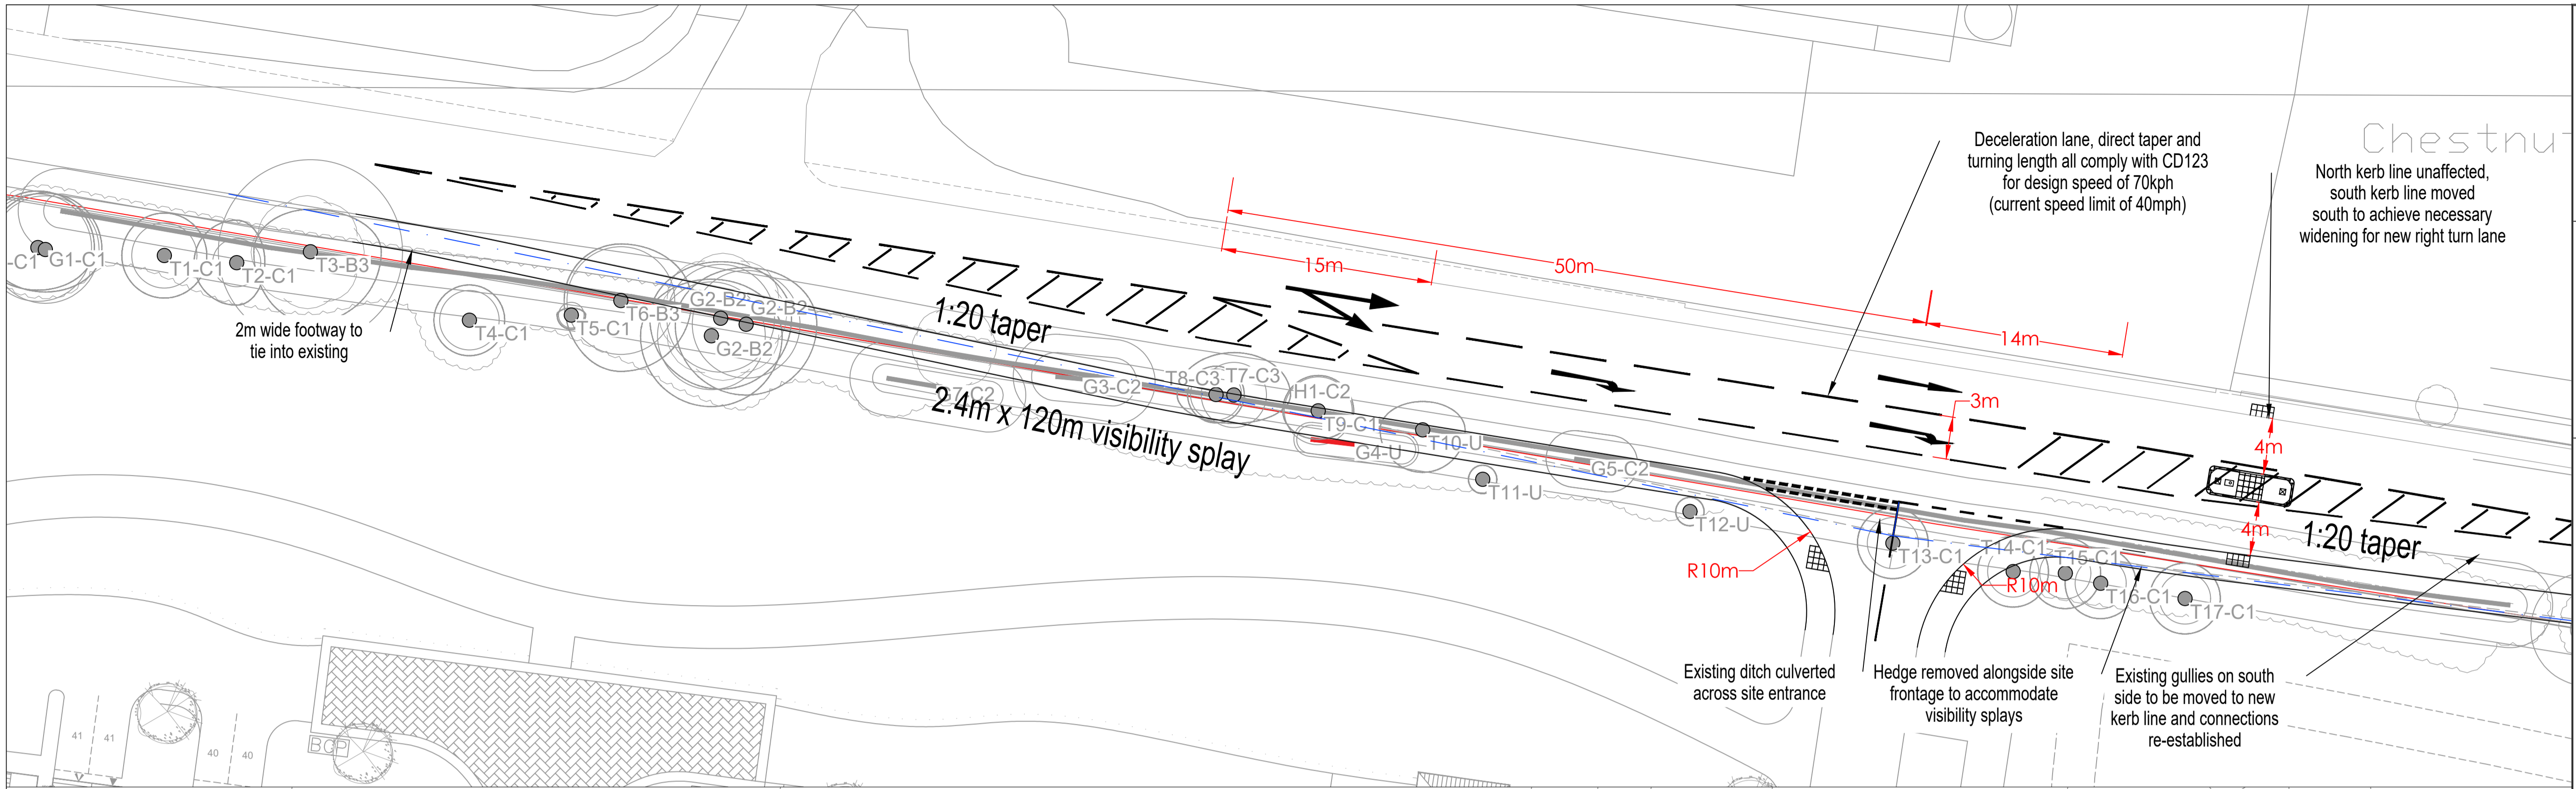 Chestnu
Deceleration lane, direct taper and
turning length all comply with CD123
for design speed of 70kph
(current speed limit of 40mph)
North kerb line unaffected,
south kerb line moved
south to achieve necessary
widening for new right turn lane
15m
50m
14m
3m
4m
4m
-C1
G1-C1
T1-C1
T2-C1
T3-B3
T4-C1
T5-C1
T6-B3
G2-B2
G2-B2
G2-B2
1:20 taper
G3-C2
T8-C3
T7-C3
H1-C2
T9-C1
T10-U
G4-U
G5-C2
T11-U
T12-U
T13-C1
T14-C1
T15-C1
T16-C1
T17-C1
2m wide footway to
tie into existing
2.4m x 120m visibility splay
1:20 taper
R10m
R10m
Existing ditch culverted
across site entrance
Hedge removed alongside site
frontage to accommodate
visibility splays
Existing gullies on south
side to be moved to new
kerb line and connections
re-established
41
41
40
40
BCP